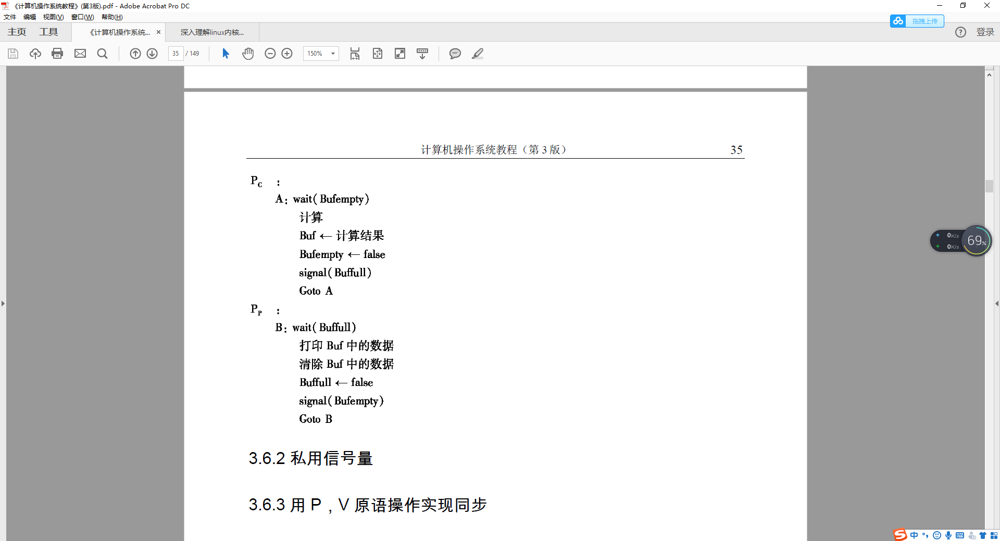 《计算机操作系统教程》(第3版).pdf - Adobe Acrobat Pro DC
文件 编辑 视图(V) 窗口(W) 帮助(H)
拖拽上传
主页 工具 《计算机操作系统... × 深入理解linux内核... ? 登录
35 / 149 150%
计算机操作系统教程（第 3 版） 35
PC :
A: wait(Bufempty)
计算
Buf ← 计算结果
Bufempty ← false
signal(Buffull)
Goto A
PP :
B: wait(Buffull)
打印 Buf 中的数据
清除 Buf 中的数据
Buffull ← false
signal(Bufempty)
Goto B
3.6.2 私用信号量
3.6.3 用 P , V 原语操作实现同步
0K/s
0K/s
69%
S 中